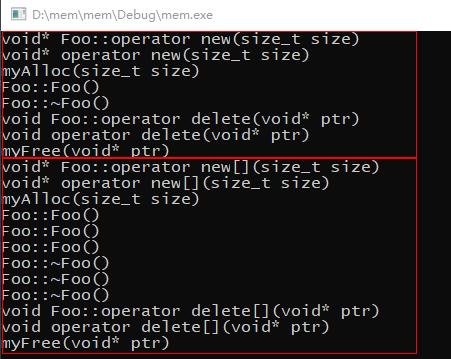 D:\mem\mem\Debug\mem.exe
void* Foo::operator new(size_t size)
void* operator new(size_t size)
myAlloc(size_t size)
Foo::Foo()
Foo::~Foo()
void Foo::operator delete(void* ptr)
void operator delete(void* ptr)
myFree(void* ptr)
void* Foo::operator new[](size_t size)
void* operator new[](size_t size)
myAlloc(size_t size)
Foo::Foo()
Foo::Foo()
Foo::Foo()
Foo::~Foo()
Foo::~Foo()
Foo::~Foo()
void Foo::operator delete[](void* ptr)
void operator delete[](void* ptr)
myFree(void* ptr)